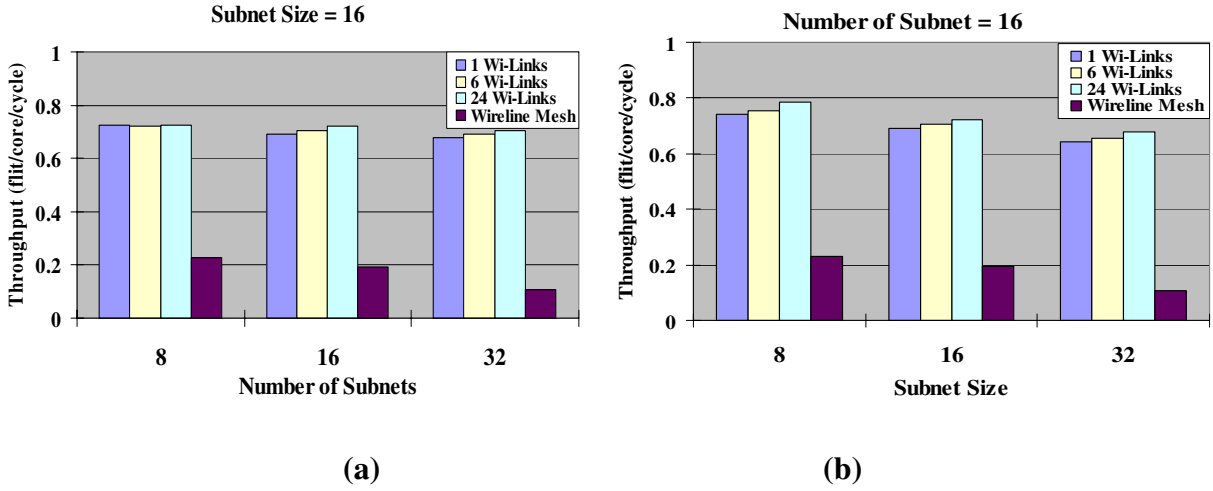 Subnet Size = 16
Throughput (flit/core/cycle)
1
0.8
0.6
0.4
0.2
0
1 Wi-Links
6 Wi-Links
24 Wi-Links
Wireline Mesh
8
16
32
Number of Subnets
(a)
Number of Subnet = 16
Throughput (flit/core/cycle)
1
0.8
0.6
0.4
0.2
0
1 Wi-Links
6 Wi-Links
24 Wi-Links
Wireline Mesh
8
16
32
Subnet Size
(b)